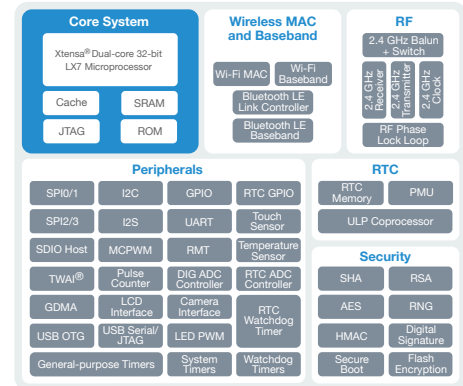 Core System
Xtensa® Dual-core 32-bit
LX7 Microprocessor
Cache
SRAM
JTAG
ROM
Wireless MAC
and Baseband
Wi-Fi MAC
Wi-Fi
Baseband
Bluetooth LE
Link Controller
Bluetooth LE
Baseband
RF
2.4 GHz Balun
+ Switch
2.4 GHz
Receiver
2.4 GHz
Transmitter
2.4 GHz
Clock
RF Phase
Lock Loop
Peripherals
SPI0/1
I2C
GPIO
RTC GPIO
SPI2/3
I2S
UART
Touch
Sensor
SDIO Host
MCPWM
RMT
Temperature
Sensor
TWAI®
Pulse
Counter
DIG ADC
Controller
RTC ADC
Controller
GDMA
LCD
Interface
Camera
Interface
RTC
Watchdog
Timer
USB OTG
USB Serial/
JTAG
LED PWM
General-purpose Timers
System
Timers
Watchdog
Timers
RTC
RTC
Memory
PMU
ULP Coprocessor
Security
SHA
RSA
AES
RNG
HMAC
Digital
Signature
Secure
Boot
Flash
Encryption